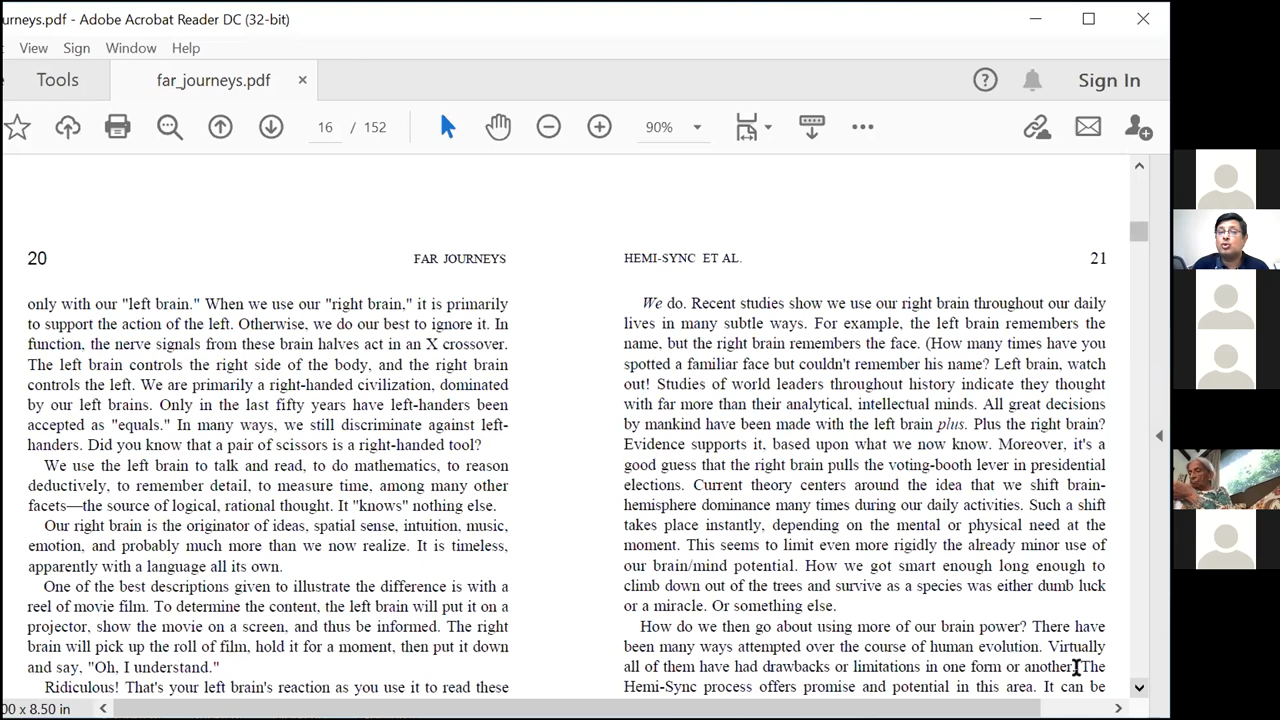 urneys.pdf - Adobe Acrobat Reader DC (32-bit)
View Sign Window Help
Tools far_journeys.pdf × Sign In
16 / 152 90%
20 FAR JOURNEYS
only with our "left brain." When we use our "right brain," it is primarily
to support the action of the left. Otherwise, we do our best to ignore it. In
function, the nerve signals from these brain halves act in an X crossover.
The left brain controls the right side of the body, and the right brain
controls the left. We are primarily a right-handed civilization, dominated
by our left brains. Only in the last fifty years have left-handers been
accepted as "equals." In many ways, we still discriminate against left-
handers. Did you know that a pair of scissors is a right-handed tool?
We use the left brain to talk and read, to do mathematics, to reason
deductively, to remember detail, to measure time, among many other
facets—the source of logical, rational thought. It "knows" nothing else.
Our right brain is the originator of ideas, spatial sense, intuition, music,
emotion, and probably much more than we now realize. It is timeless,
apparently with a language all its own.
One of the best descriptions given to illustrate the difference is with a
reel of movie film. To determine the content, the left brain will put it on a
projector, show the movie on a screen, and thus be informed. The right
brain will pick up the roll of film, hold it for a moment, then put it down
and say, "Oh, I understand."
Ridiculous! That's your left brain's reaction as you use it to read these
HEMI-SYNC ET AL. 21
We do. Recent studies show we use our right brain throughout our daily
lives in many subtle ways. For example, the left brain remembers the
name, but the right brain remembers the face. (How many times have you
spotted a familiar face but couldn't remember his name? Left brain, watch
out! Studies of world leaders throughout history indicate they thought
with far more than their analytical, intellectual minds. All great decisions
by mankind have been made with the left brain plus. Plus the right brain?
Evidence supports it, based upon what we now know. Moreover, it's a
good guess that the right brain pulls the voting-booth lever in presidential
elections. Current theory centers around the idea that we shift brain-
hemisphere dominance many times during our daily activities. Such a shift
takes place instantly, depending on the mental or physical need at the
moment. This seems to limit even more rigidly the already minor use of
our brain/mind potential. How we got smart enough long enough to
climb down out of the trees and survive as a species was either dumb luck
or a miracle. Or something else.
How do we then go about using more of our brain power? There have
been many ways attempted over the course of human evolution. Virtually
all of them have had drawbacks or limitations in one form or another. The
Hemi-Sync process offers promise and potential in this area. It can be
00 x 8.50 in